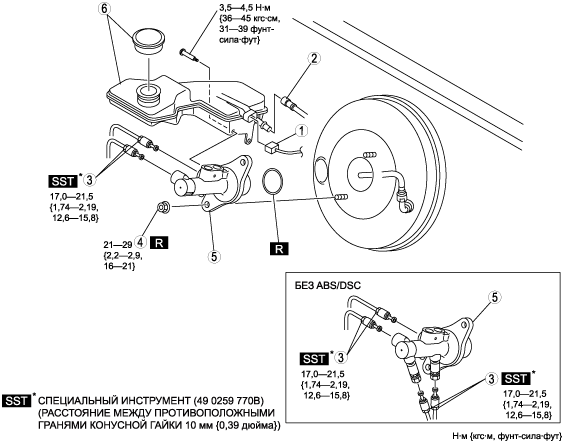 6
3,5—4,5 Н·м
{36—45 кгс·см,
31—39 фунт-
сила·фут}
2
1
SST* 3
17,0—21,5
{1,74—2,19,
12,6—15,8}
21—29 4 R
{2,2—2,9,
16—21}
5
R
БЕЗ ABS/DSC
5
SST* 3
17,0—21,5
{1,74—2,19,
12,6—15,8}
3 SST*
17,0—21,5
{1,74—2,19,
12,6—15,8}
SST* СПЕЦИАЛЬНЫЙ ИНСТРУМЕНТ (49 0259 770B)
(РАССТОЯНИЕ МЕЖДУ ПРОТИВОПОЛОЖНЫМИ
ГРАНЯМИ КОНУСНОЙ ГАЙКИ 10 мм {0,39 дюйма})
Н·м {кгс·м, фунт-сила·фут}